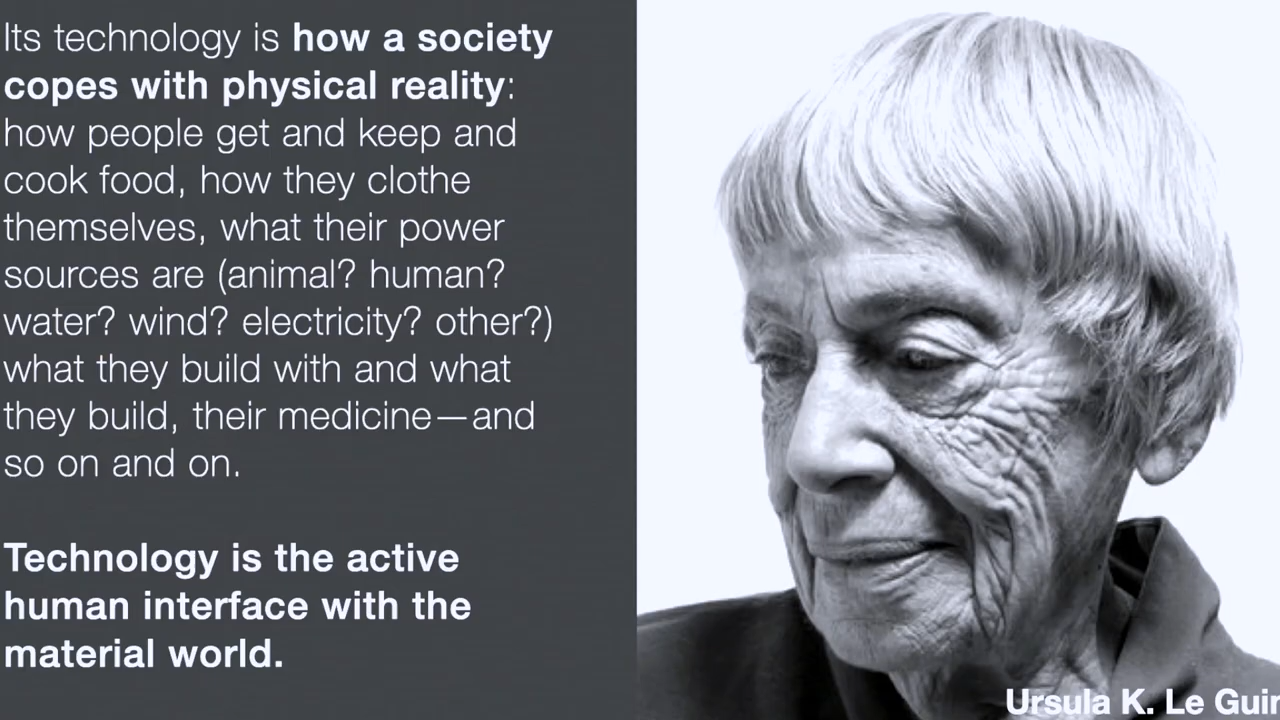 Its technology is how a society
copes with physical reality:
how people get and keep and
cook food, how they clothe
themselves, what their power
sources are (animal? human?
water? wind? electricity? other?)
what they build with and what
they build, their medicine—and
so on and on.
Technology is the active
human interface with the
material world.
Ursula K. Le Guin